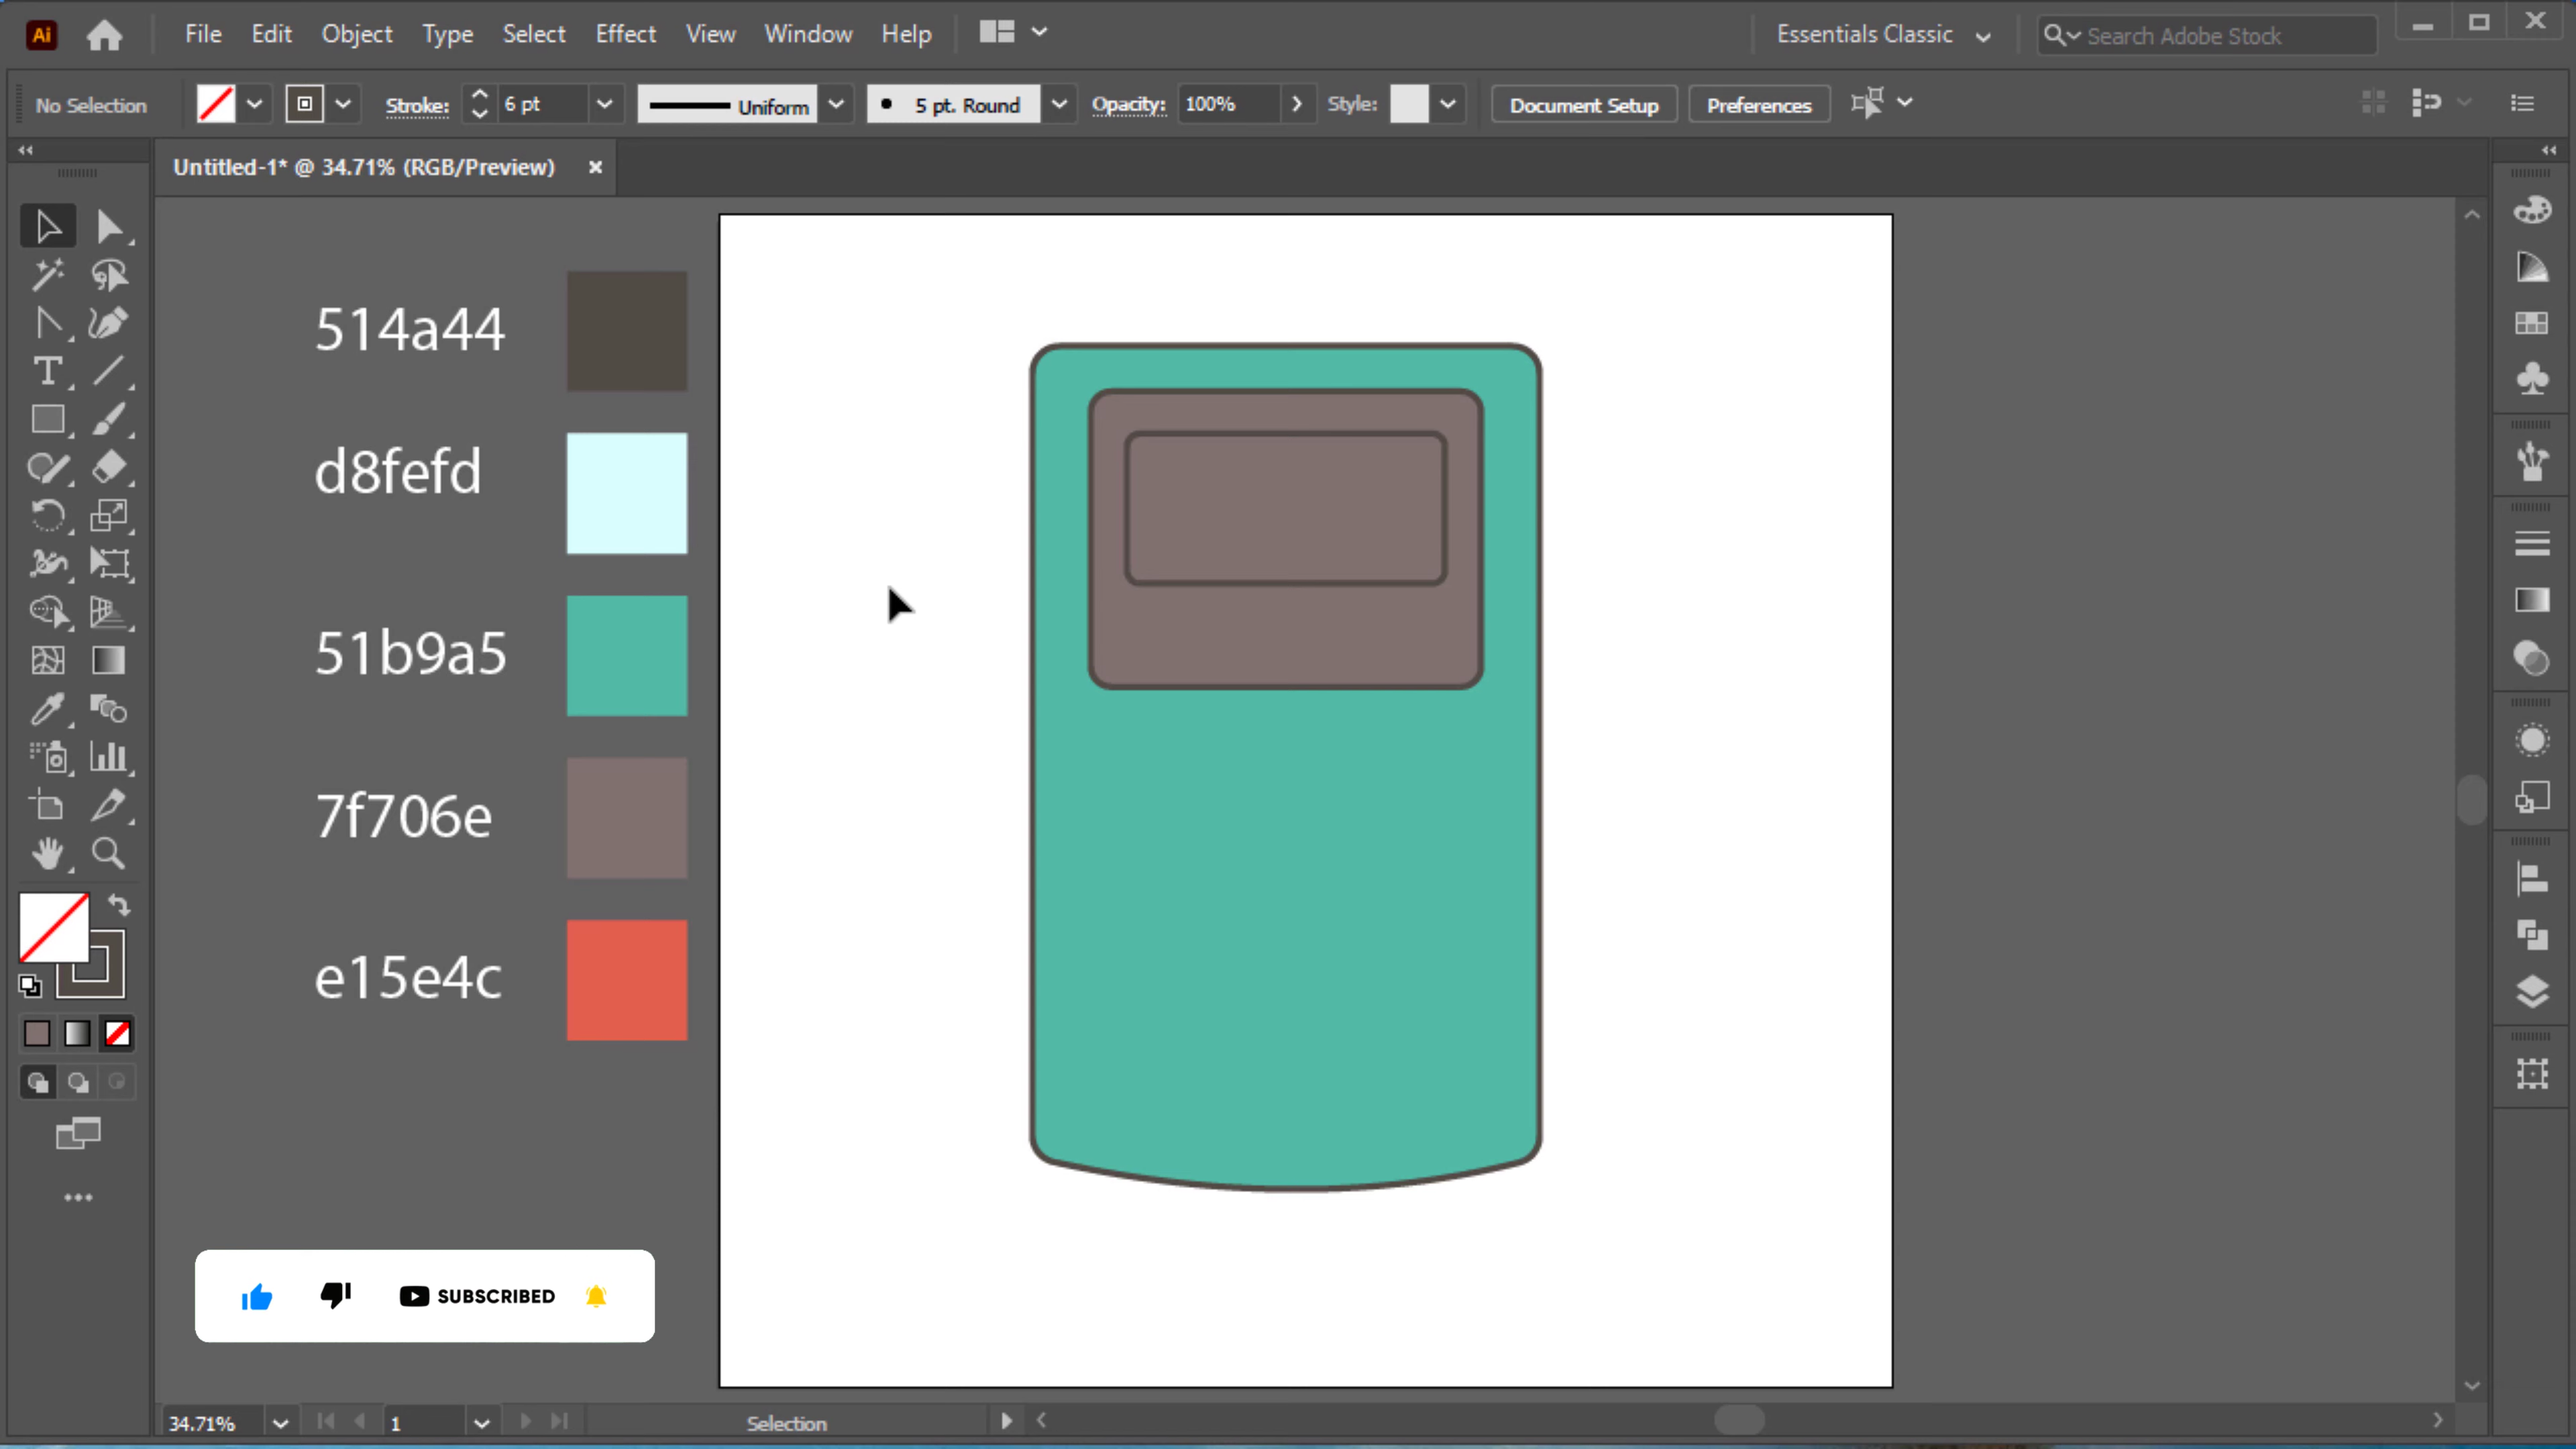 Ai File Edit Object Type Select Effect View Window Help Essentials Classic Search Adobe Stock
No Selection Stroke: 6 pt Uniform 5 pt. Round Opacity: 100% Style: Document Setup Preferences
Untitled-1* @ 34.71% (RGB/Preview)
514a44
d8fefd
51b9a5
7f706e
e15e4c
SUBSCRIBED
34.71% 1 Selection